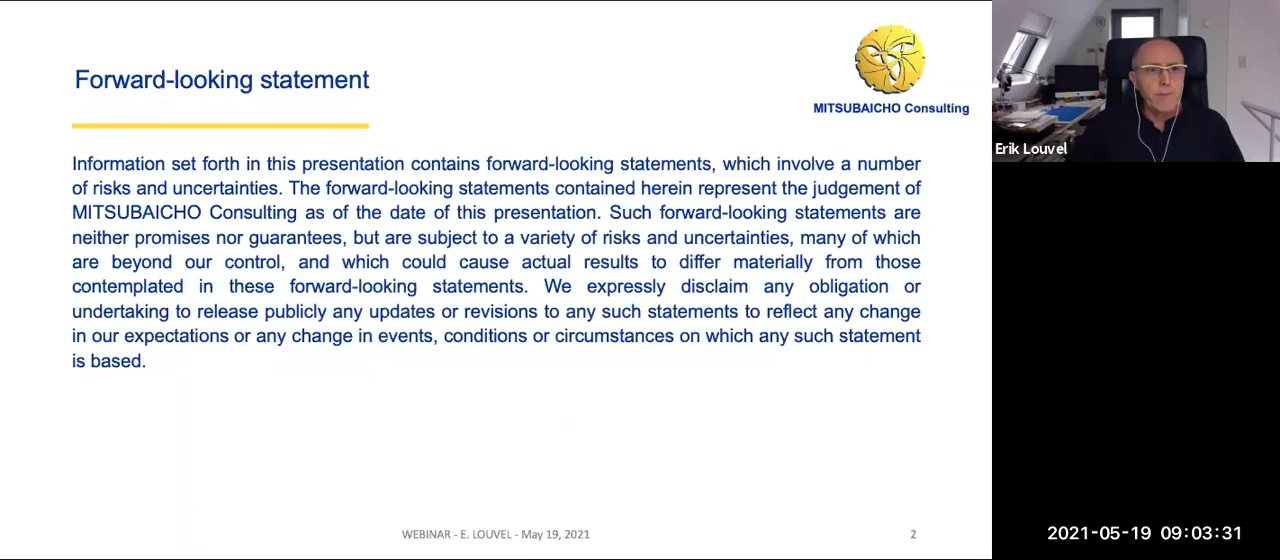 Forward-looking statement
MITSUBAICHO Consulting
Information set forth in this presentation contains forward-looking statements, which involve a number
of risks and uncertainties. The forward-looking statements contained herein represent the judgement of
MITSUBAICHO Consulting as of the date of this presentation. Such forward-looking statements are
neither promises nor guarantees, but are subject to a variety of risks and uncertainties, many of which
are beyond our control, and which could cause actual results to differ materially from those
contemplated in these forward-looking statements. We expressly disclaim any obligation or
undertaking to release publicly any updates or revisions to any such statements to reflect any change
in our expectations or any change in events, conditions or circumstances on which any such statement
is based.
WEBINAR - E. LOUVEL - May 19, 2021
2
Erik Louvel
2021-05-19 09:03:31